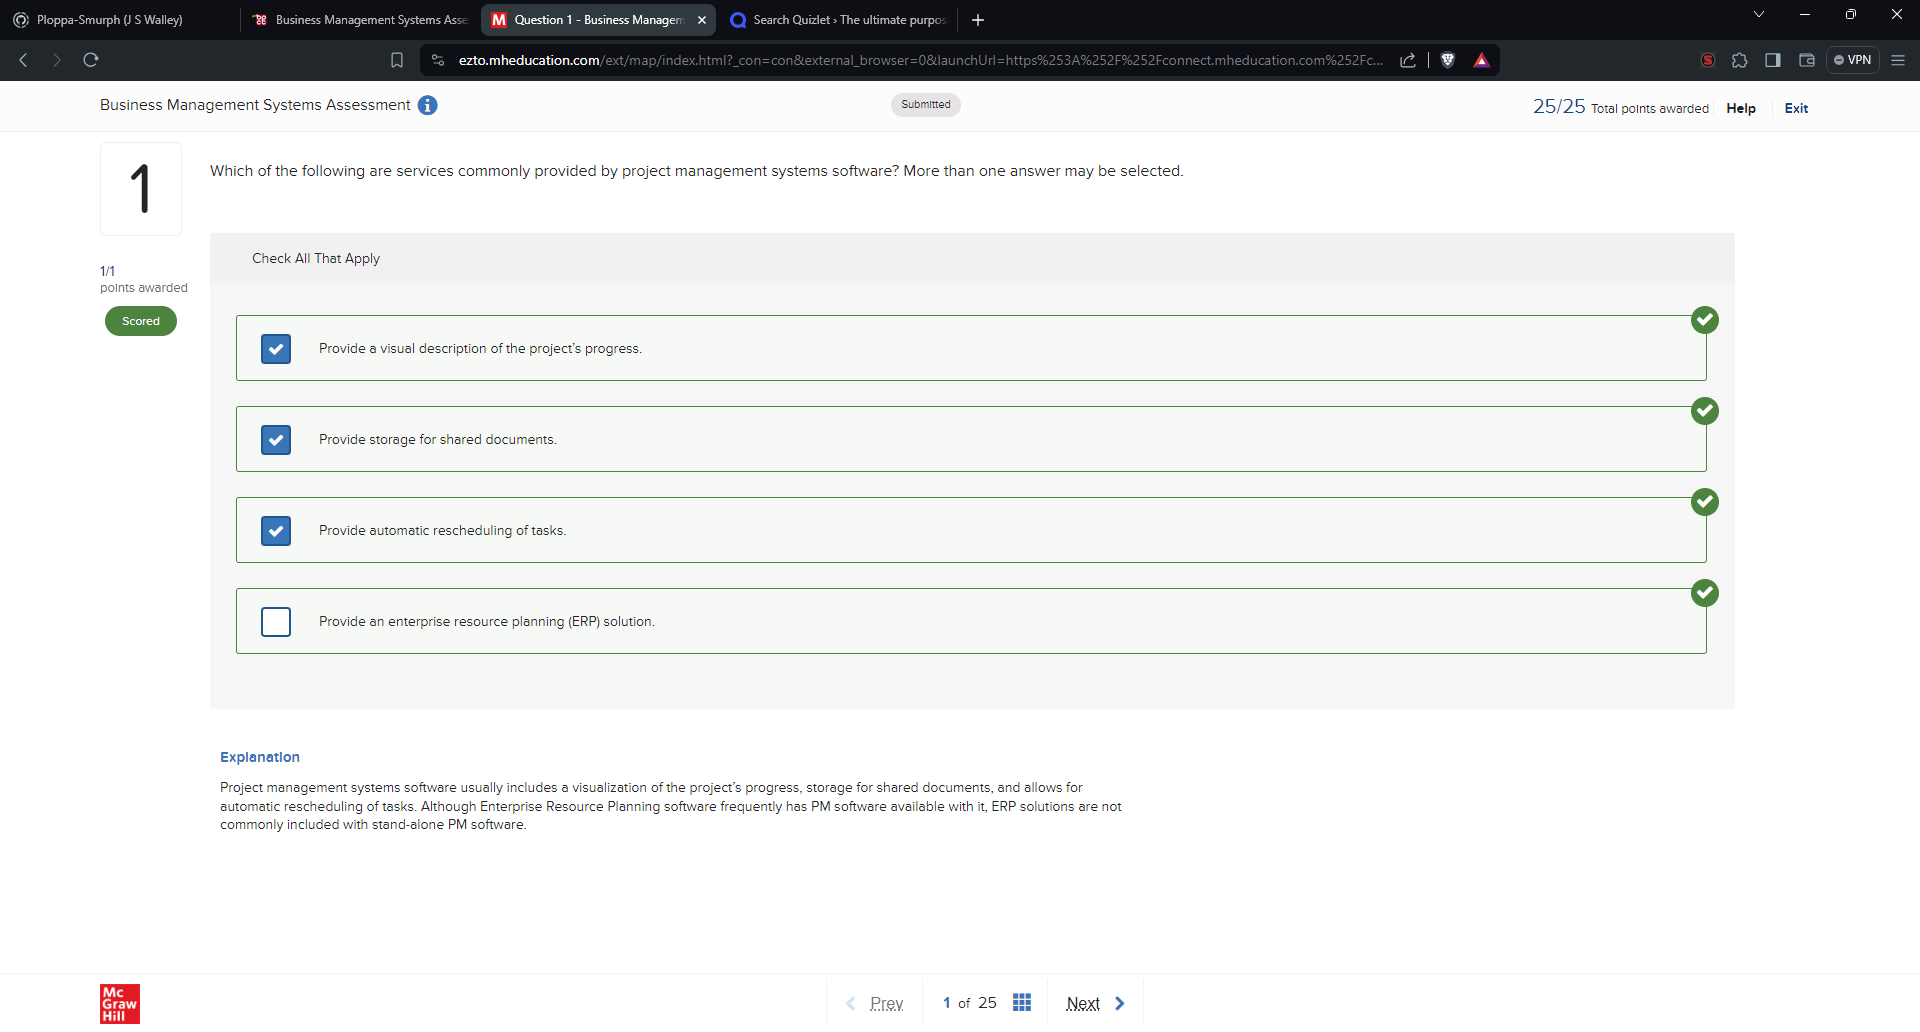 Ploppa-Smurph (J S Walley)
Business Management Systems Asse
Question 1 - Business Managem
Search Quizlet › The ultimate purpos
ezto.mheducation.com/ext/map/index.html?_con=con&external_browser=0&launchUrl=https%253A%252F%252Fconnect.mheducation.com%252Fc...
VPN
Business Management Systems Assessment
Submitted
25/25 Total points awarded
Help
Exit
1
Which of the following are services commonly provided by project management systems software? More than one answer may be selected.
1/1
points awarded
Scored
Check All That Apply
Provide a visual description of the project's progress.
Provide storage for shared documents.
Provide automatic rescheduling of tasks.
Provide an enterprise resource planning (ERP) solution.
Explanation
Project management systems software usually includes a visualization of the project's progress, storage for shared documents, and allows for
automatic rescheduling of tasks. Although Enterprise Resource Planning software frequently has PM software available with it, ERP solutions are not
commonly included with stand-alone PM software.
Mc
Graw
Hill
Prev
1 of 25
Next